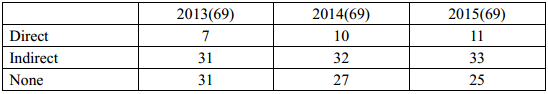 2013(69) 2014(69) 2015(69)
Direct 7 10 11
Indirect 31 32 33
None 31 27 25